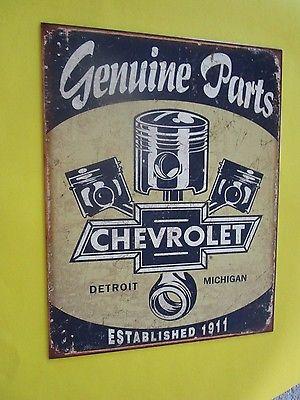 Genuine Parts
CHEVROLET
DETROIT MICHIGAN
ESTABLISHED 1911